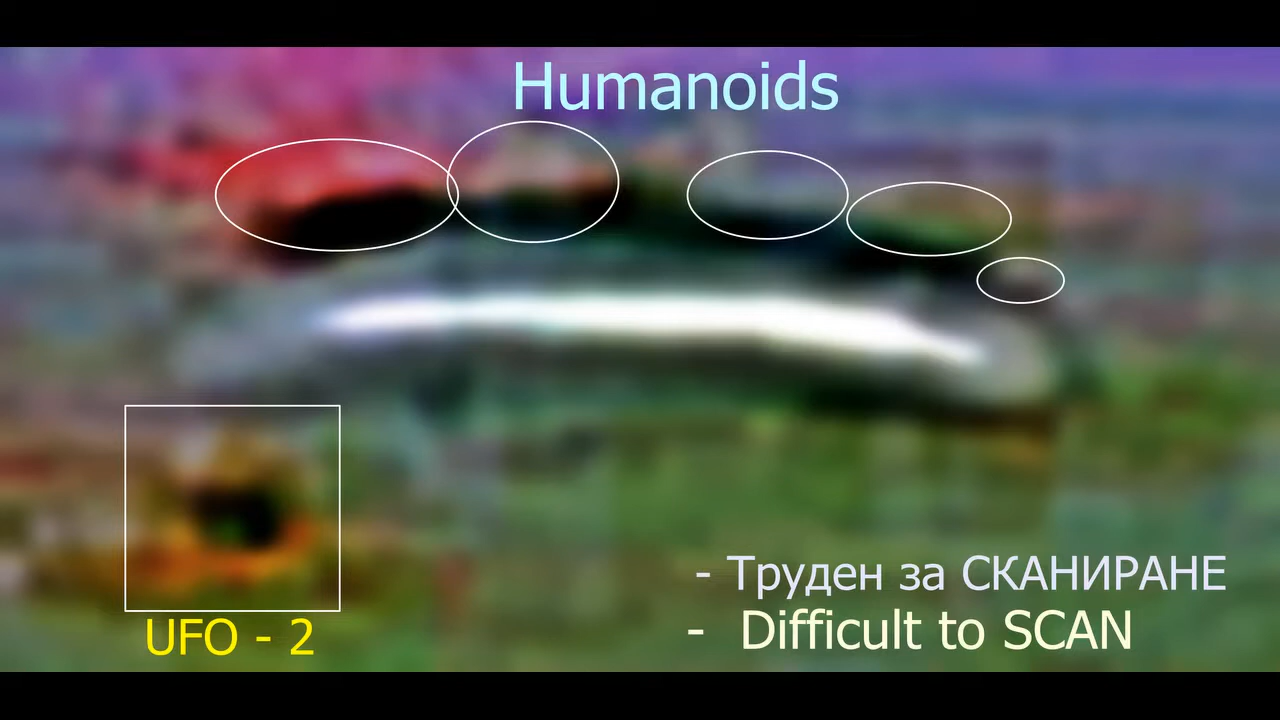 Humanoids
- Труден за СКАНИРАНЕ
- Difficult to SCAN
UFO - 2